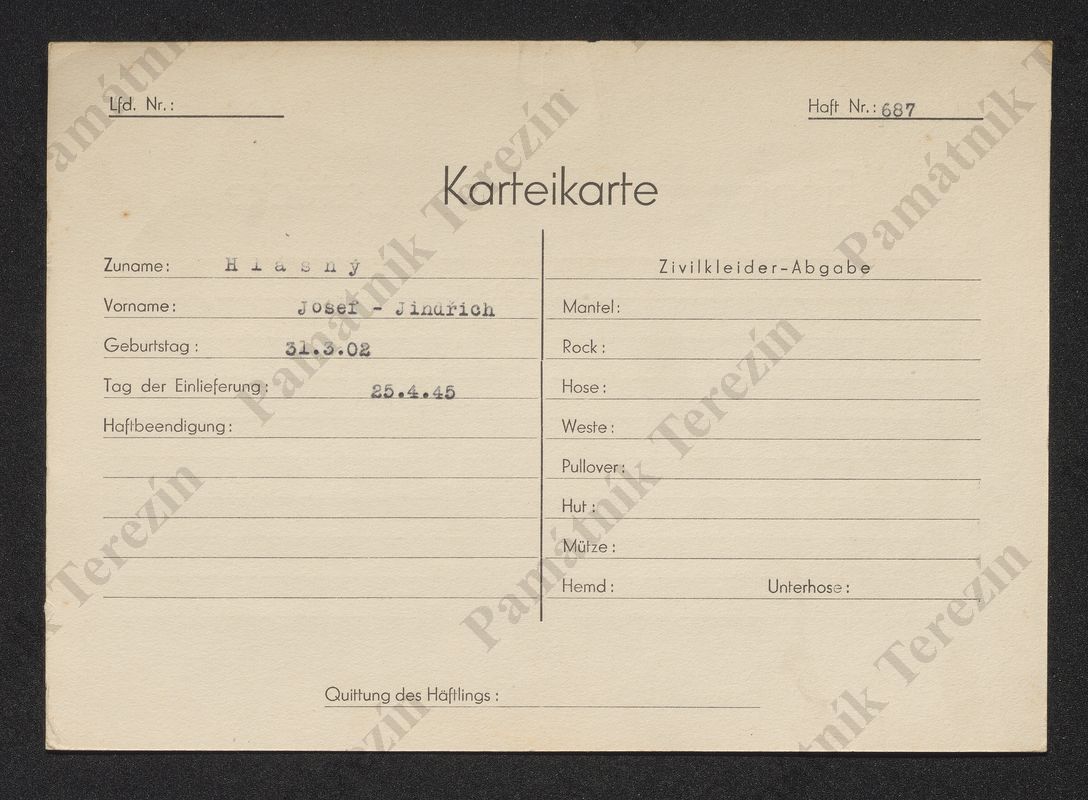 Lfd. Nr.:
Haft Nr.: 687
Karteikarte
Zuname: Hlasný
Vorname: Josef - Jindřich
Geburtstag: 31.3.02
Tag der Einlieferung: 25.4.45
Haftbeendigung:
Zivilkleider-Abgabe
Mantel:
Rock:
Hose:
Weste:
Pullover:
Hut:
Mütze:
Hemd: Unterhose:
Quittung des Häftlings:
Památník Terezín